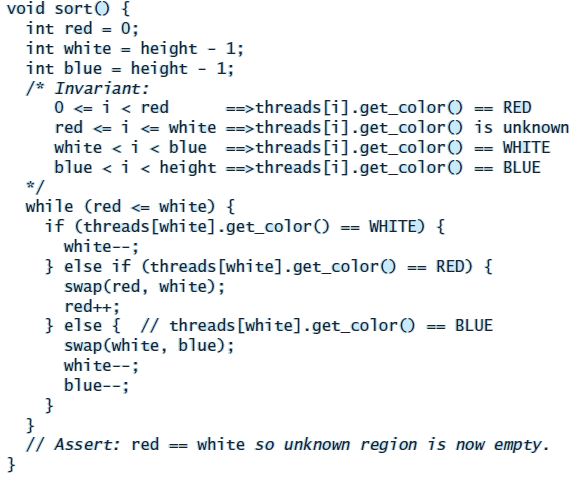 void sort() {
  int red = 0;
  int white = height - 1;
  int blue = height - 1;
  /* Invariant:
     0 <= i < red      ==>threads[i].get_color() == RED
     red <= i <= white ==>threads[i].get_color() is unknown
     white < i < blue  ==>threads[i].get_color() == WHITE
     blue < i < height ==>threads[i].get_color() == BLUE
  */
  while (red <= white) {
    if (threads[white].get_color() == WHITE) {
      white--;
    } else if (threads[white].get_color() == RED) {
      swap(red, white);
      red++;
    } else {  // threads[white].get_color() == BLUE
      swap(white, blue);
      white--;
      blue--;
    }
  }
  // Assert: red == white so unknown region is now empty.
}